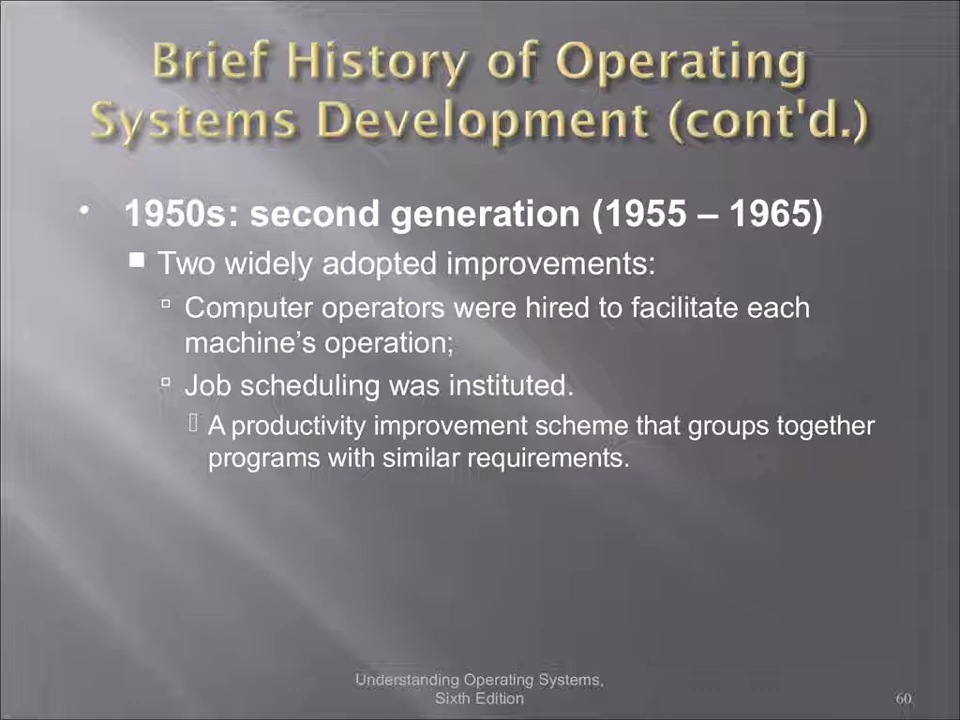 Brief History of Operating
Systems Development (cont'd.)
• 1950s: second generation (1955 – 1965)
■ Two widely adopted improvements:
▫ Computer operators were hired to facilitate each
machine’s operation;
▫ Job scheduling was instituted.
▯ A productivity improvement scheme that groups together
programs with similar requirements.
Understanding Operating Systems,
Sixth Edition
60